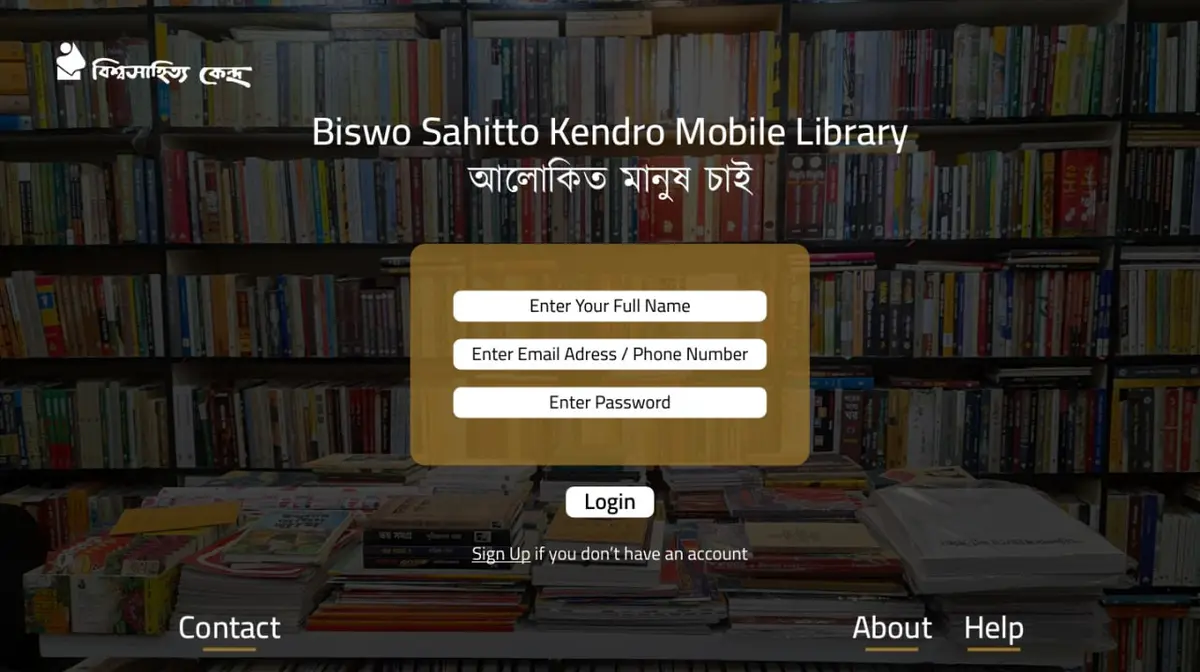 বিশ্বসাহিত্য কেন্দ্র
Biswo Sahitto Kendro Mobile Library
আলোকিত মানুষ চাই
Enter Your Full Name
Enter Email Adress / Phone Number
Enter Password
Login
Sign Up if you don't have an account
Contact
About Help